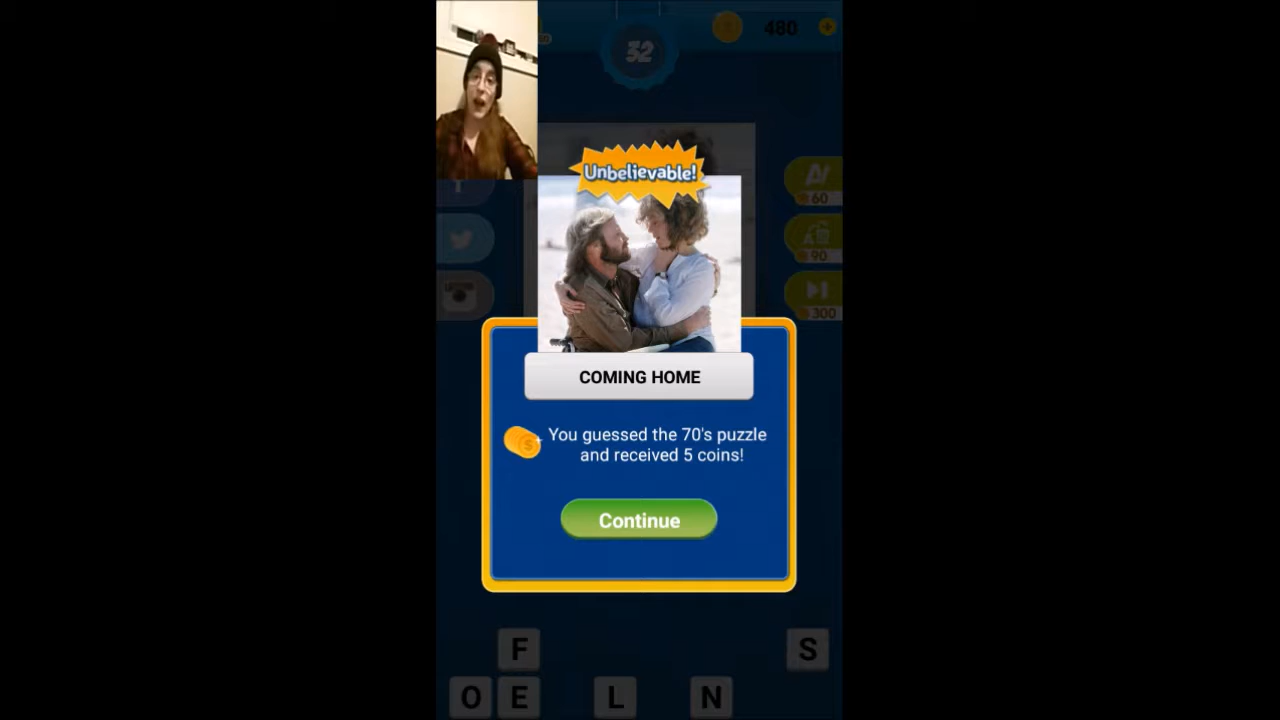 32
480
Unbelievable!
60
90
300
COMING HOME
You guessed the 70's puzzle
and received 5 coins!
Continue
F
S
O E L N